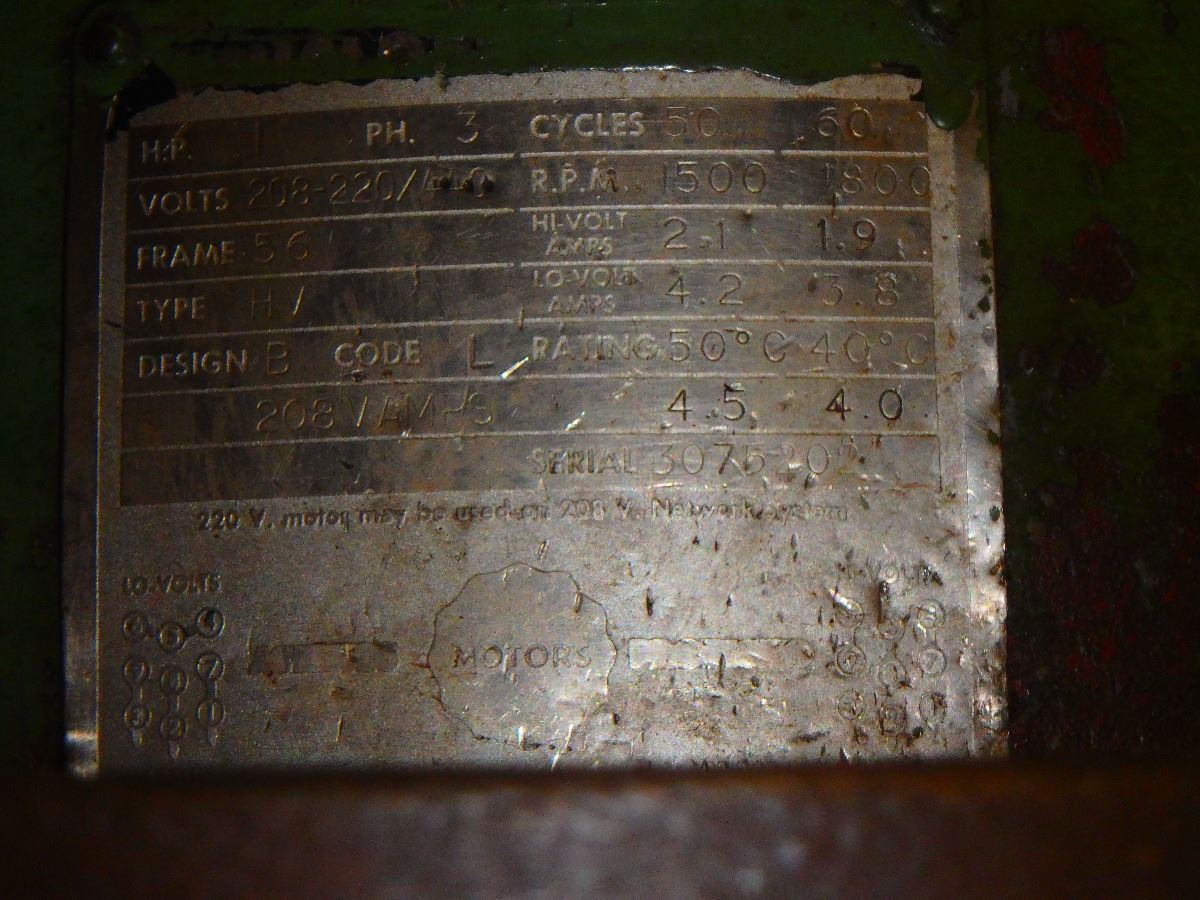 H.P. 1 PH. 3 CYCLES 50 60
VOLTS 208-220/440 R.P.M. 1500 1800
FRAME 56 HI-VOLT AMPS 2.1 1.9
TYPE H LO-VOLT AMPS 4.2 3.8
DESIGN B CODE L RATING 50°C 40°C
208V AMPS 4.5 4.0
SERIAL 3075202
220 V. motor may be used on 208 V. Network System
LO-VOLTS
MOTORS